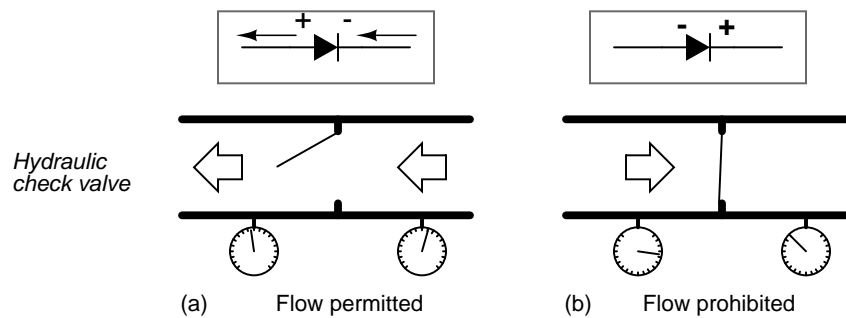 + -
- +
Hydraulic
check valve
(a) Flow permitted
(b) Flow prohibited